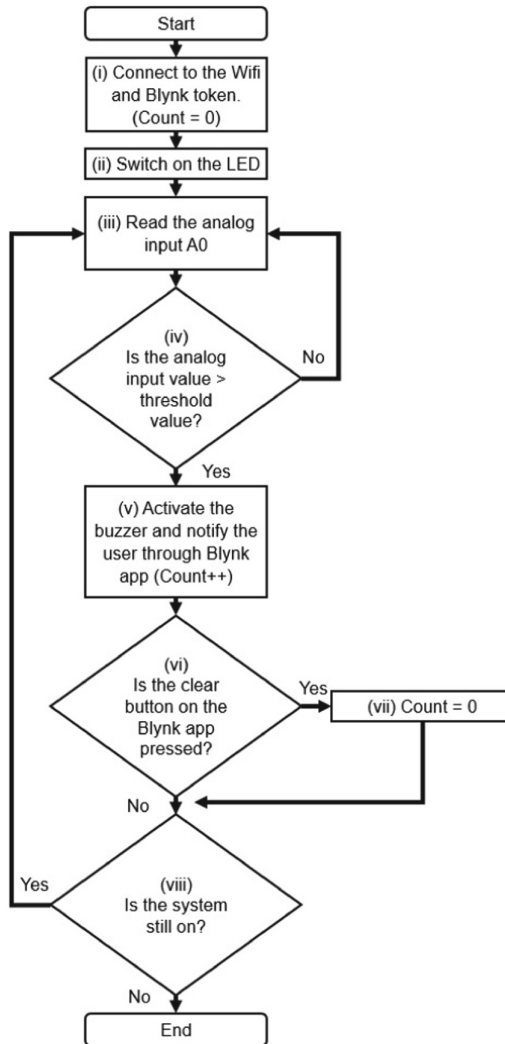 Start
(i) Connect to the Wifi
and Blynk token.
(Count = 0)
(ii) Switch on the LED
(iii) Read the analog
input A0
(iv)
Is the analog
input value >
threshold
value?
No
Yes
(v) Activate the
buzzer and notify the
user through Blynk
app (Count++)
(vi)
Is the clear
button on the
Blynk app
pressed?
Yes
(vii) Count = 0
No
(viii)
Is the system
still on?
Yes
No
End